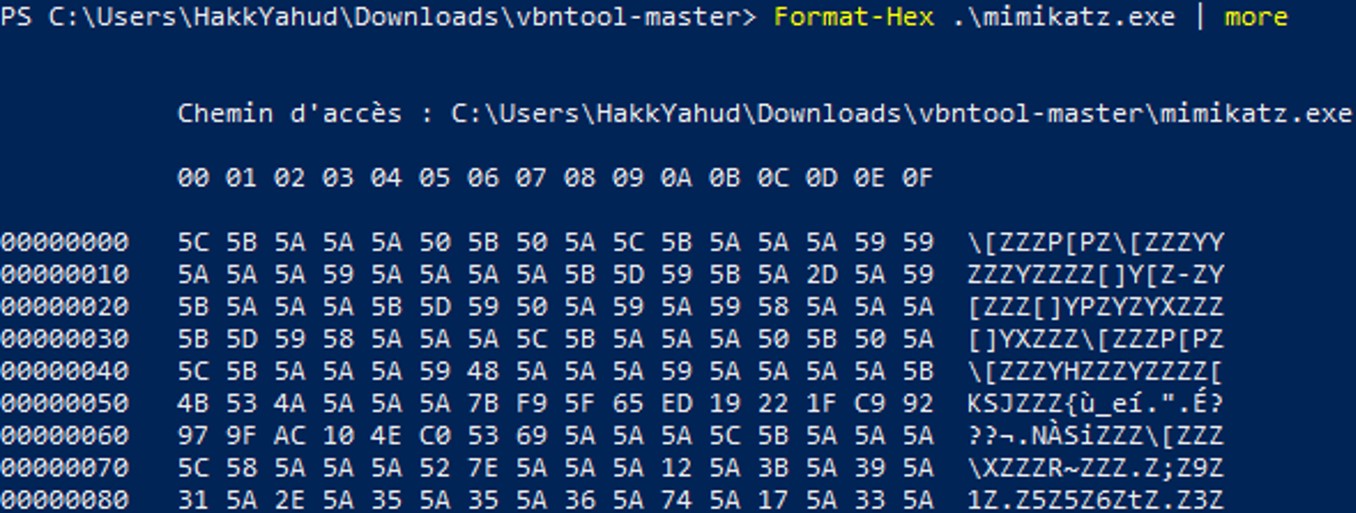 PS C:\Users\HakkYahud\Downloads\vbntool-master> Format-Hex .\mimikatz.exe | more
Chemin d'accès : C:\Users\HakkYahud\Downloads\vbntool-master\mimikatz.exe
00 01 02 03 04 05 06 07 08 09 0A 0B 0C 0D 0E 0F
00000000 5C 5B 5A 5A 5A 50 5B 50 5A 5C 5B 5A 5A 5A 59 59 \[ZZZP[PZ\[ZZZYY
00000010 5A 5A 5A 59 5A 5A 5A 5A 5B 5D 59 5B 5A 2D 5A 59 ZZZYZZZZ[]Y[Z-ZY
00000020 5B 5A 5A 5A 5B 5D 59 50 5A 59 5A 59 58 5A 5A 5A [ZZZ[]YPZYZYXZZZ
00000030 5B 5D 59 58 5A 5A 5A 5C 5B 5A 5A 5A 50 5B 50 5A []YXZZZ\[ZZZP[PZ
00000040 5C 5B 5A 5A 5A 59 48 5A 5A 5A 59 5A 5A 5A 5A 5B \[ZZZYHZZZYZZZZ[
00000050 4B 53 4A 5A 5A 5A 7B F9 5F 65 ED 19 22 1F C9 92 KSJZZZ{ù_eí.".É?
00000060 97 9F AC 10 4E C0 53 69 5A 5A 5A 5C 5B 5A 5A 5A ??¬.NÀSiZZZ\[ZZZ
00000070 5C 58 5A 5A 5A 52 7E 5A 5A 5A 12 5A 3B 5A 39 5A \XZZZR~ZZZ.Z;Z9Z
00000080 31 5A 2E 5A 35 5A 35 5A 36 5A 74 5A 17 5A 33 5A 1Z.Z5Z5Z6ZtZ.Z3Z